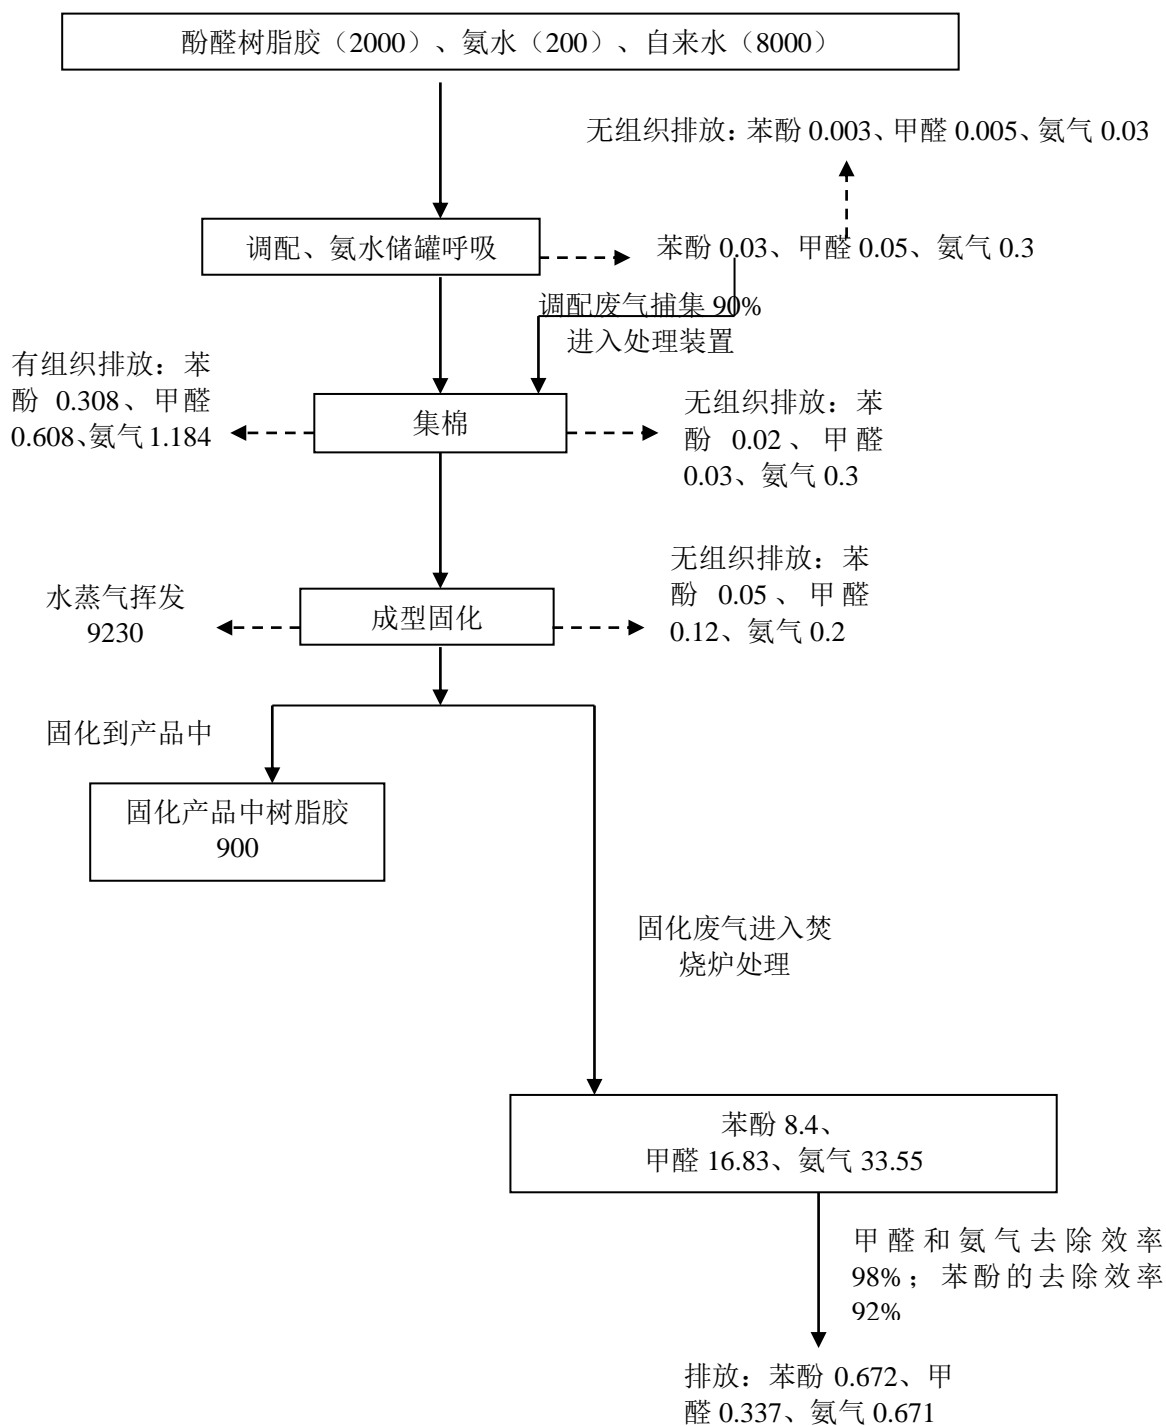 酚醛树脂胶（2000）、氨水（200）、自来水（8000）
无组织排放：苯酚 0.003、甲醛 0.005、氨气 0.03
调配、氨水储罐呼吸
苯酚 0.03、甲醛 0.05、氨气 0.3
调配废气捕集 90%
进入处理装置
有组织排放：苯
酚 0.308、甲醛
0.608、氨气 1.184
集棉
无组织排放：苯
酚 0.02、甲醛
0.03、氨气 0.3
水蒸气挥发
9230
成型固化
无组织排放：苯
酚 0.05、甲醛
0.12、氨气 0.2
固化到产品中
固化产品中树脂胶
900
固化废气进入焚
烧炉处理
苯酚 8.4、
甲醛 16.83、氨气 33.55
甲醛和氨气去除效率
98%；苯酚的去除效率
92%
排放：苯酚 0.672、甲
醛 0.337、氨气 0.671